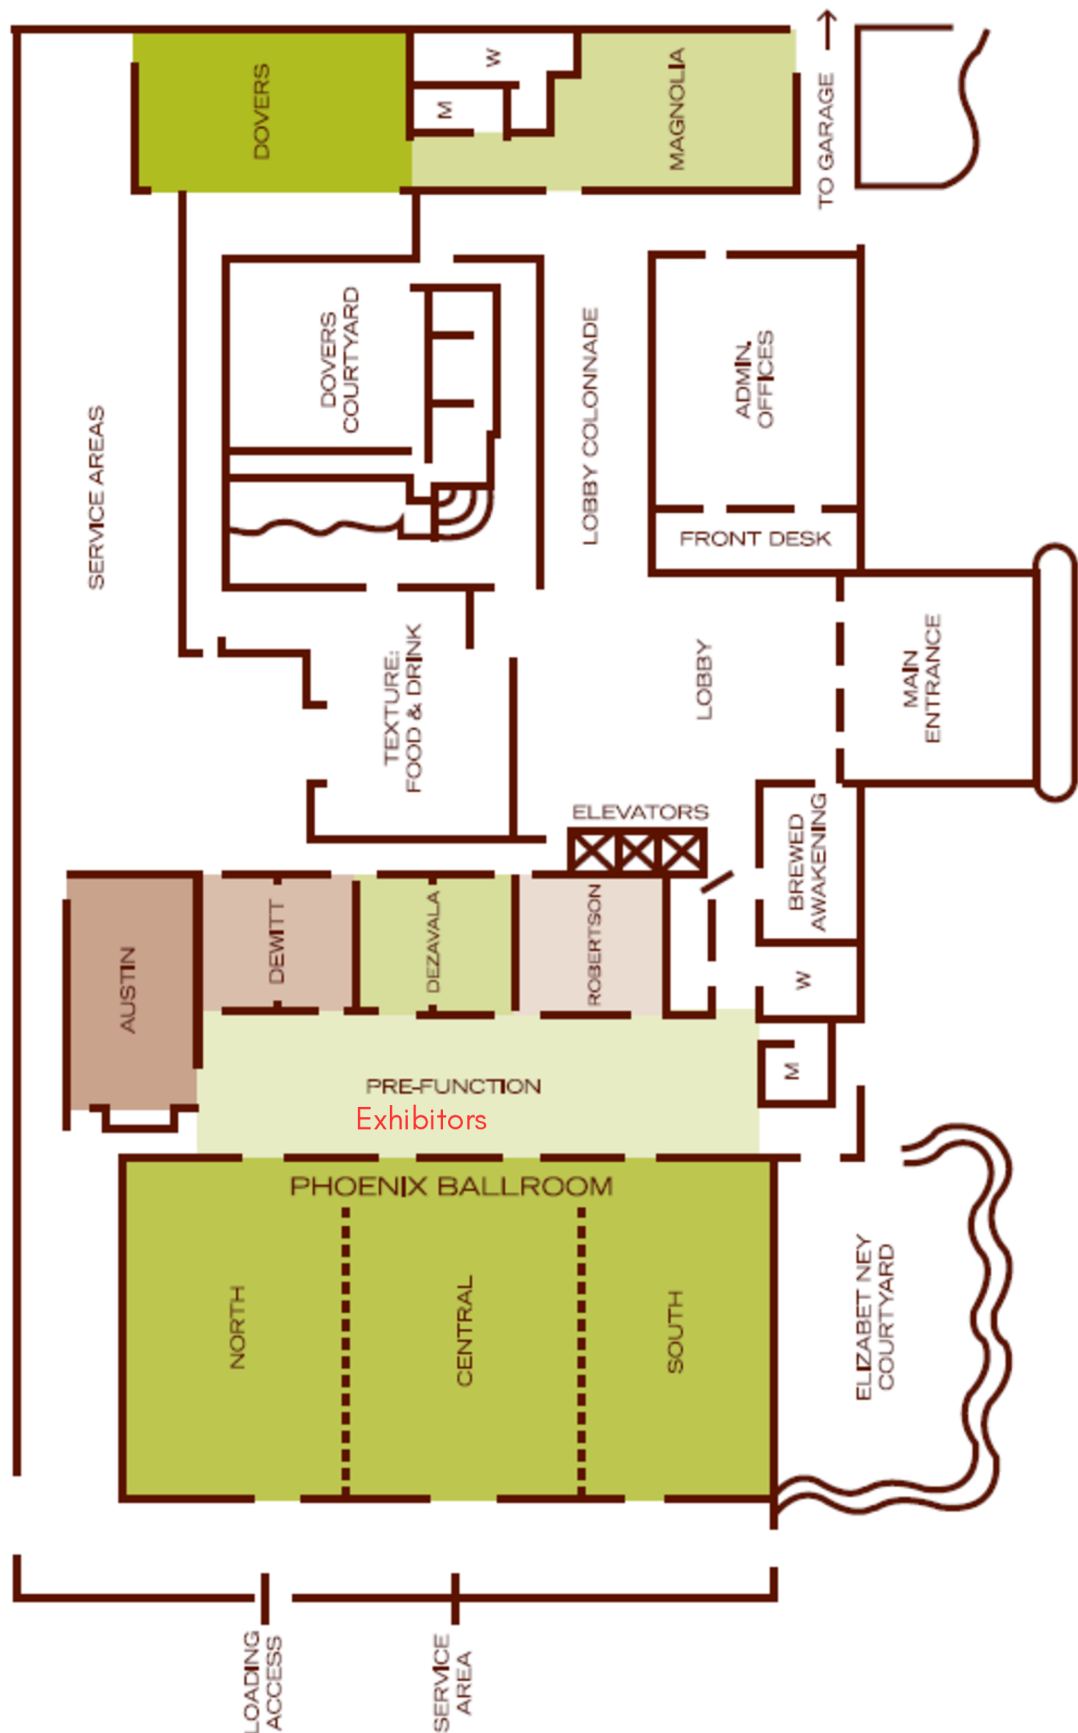 DOVERS
W
M
MAGNOLIA
TO GARAGE
DOVERS
COURTYARD
LOBBY COLONNADE
ADMIN.
OFFICES
SERVICE AREAS
FRONT DESK
TEXTURE:
FOOD & DRINK
LOBBY
MAIN
ENTRANCE
ELEVATORS
BREWED
AWAKENING
AUSTIN
DEWITT
DEZAVALA
ROBERTSON
W
M
PRE-FUNCTION
Exhibitors
PHOENIX BALLROOM
NORTH
CENTRAL
SOUTH
ELIZABET NEY
COURTYARD
LOADING
ACCESS
SERVICE
AREA